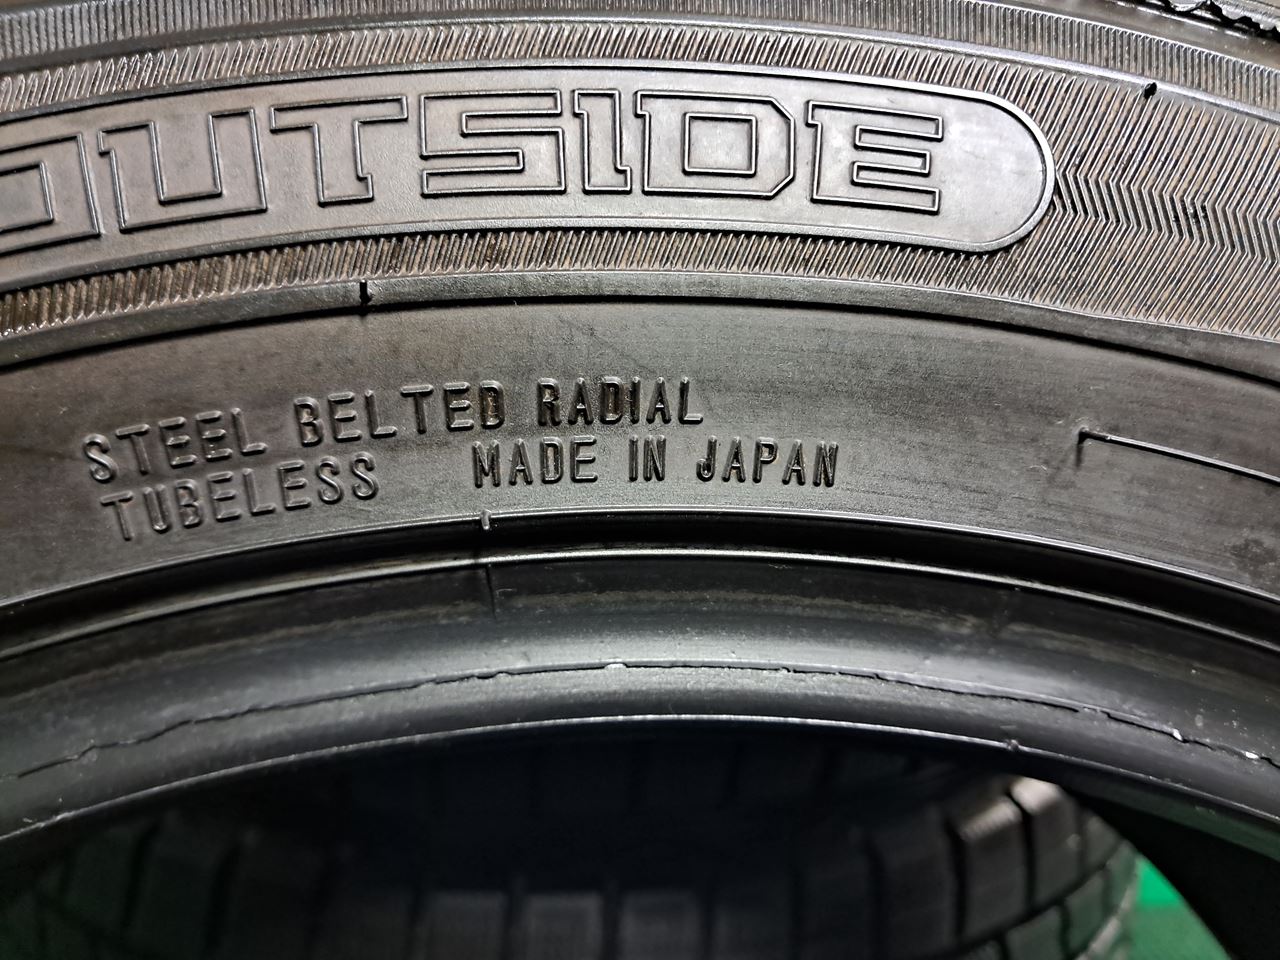 OUTSIDE
STEEL BELTED RADIAL
TUBELESS MADE IN JAPAN